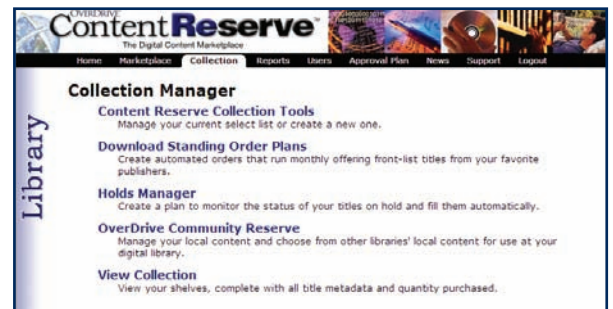 OVERDRIVE
ContentReserve™
The Digital Content Marketplace
Home Marketplace Collection Reports Users Approval Plan News Support Logout
Library
Collection Manager
Content Reserve Collection Tools
Manage your current select list or create a new one.
Download Standing Order Plans
Create automated orders that run monthly offering front-list titles from your favorite
publishers.
Holds Manager
Create a plan to monitor the status of your titles on hold and fill them automatically.
OverDrive Community Reserve
Manage your local content and choose from other libraries' local content for use at your
digital library.
View Collection
View your shelves, complete with all title metadata and quantity purchased.